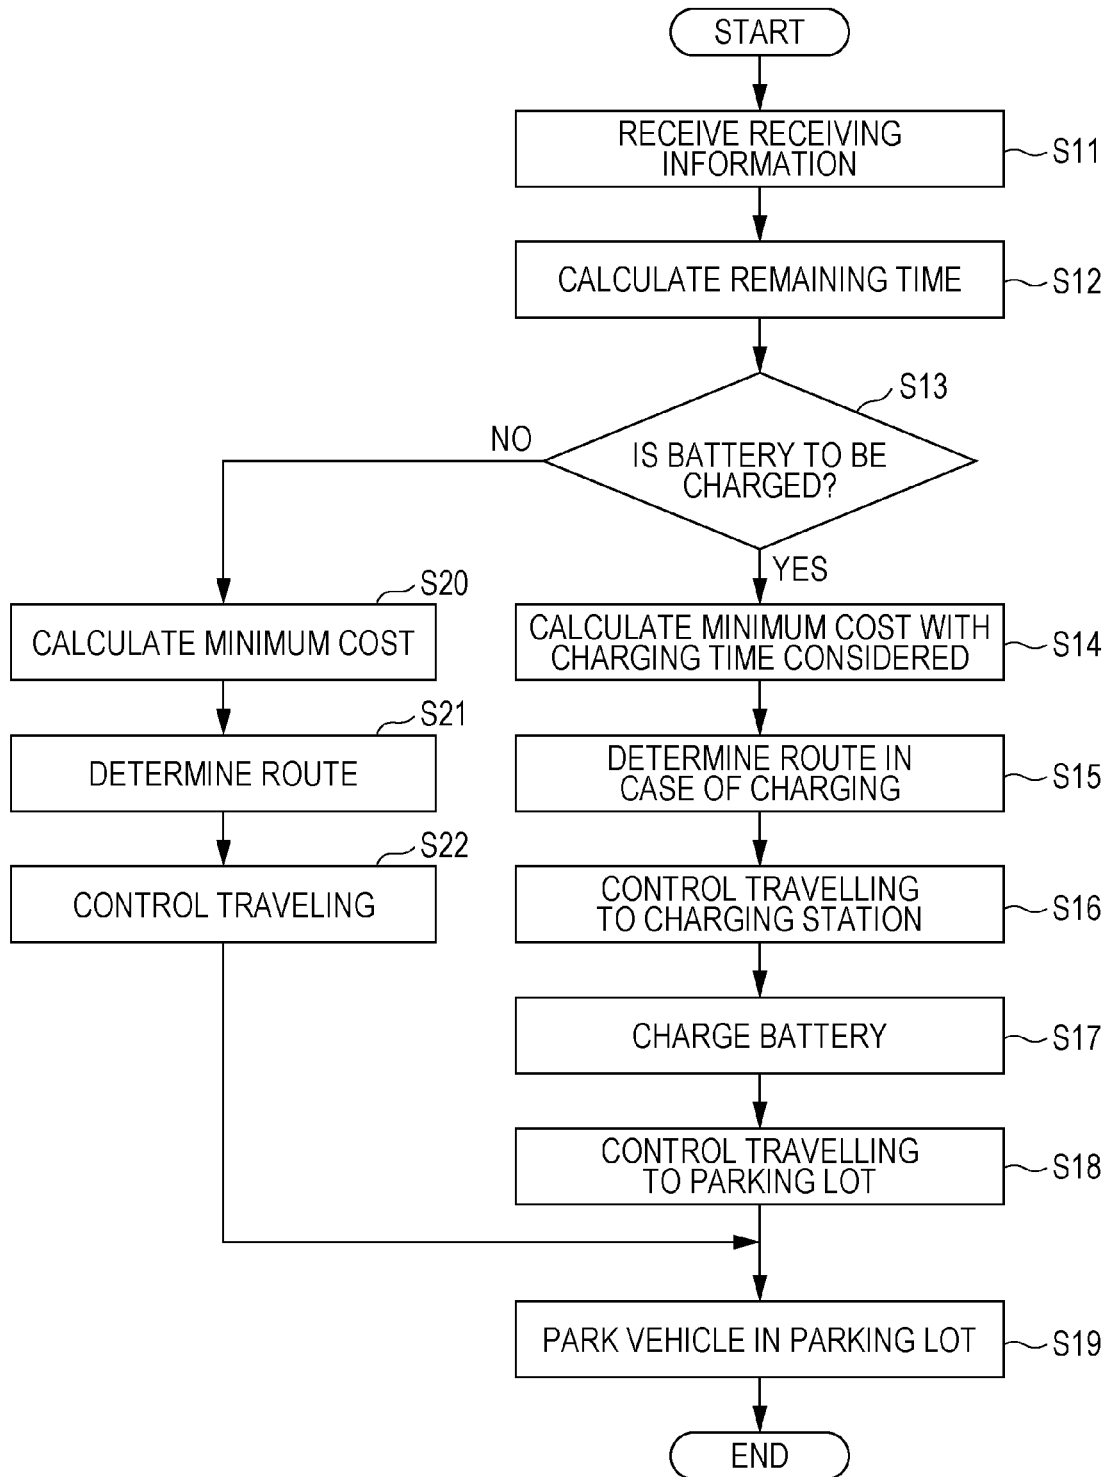 START
RECEIVE RECEIVING
INFORMATION
S11
CALCULATE REMAINING TIME
S12
S13
IS BATTERY TO BE
CHARGED?
NO
YES
S20
CALCULATE MINIMUM COST
CALCULATE MINIMUM COST WITH
CHARGING TIME CONSIDERED
S14
S21
DETERMINE ROUTE
DETERMINE ROUTE IN
CASE OF CHARGING
S15
S22
CONTROL TRAVELING
CONTROL TRAVELLING
TO CHARGING STATION
S16
CHARGE BATTERY
S17
CONTROL TRAVELLING
TO PARKING LOT
S18
PARK VEHICLE IN PARKING LOT
S19
END